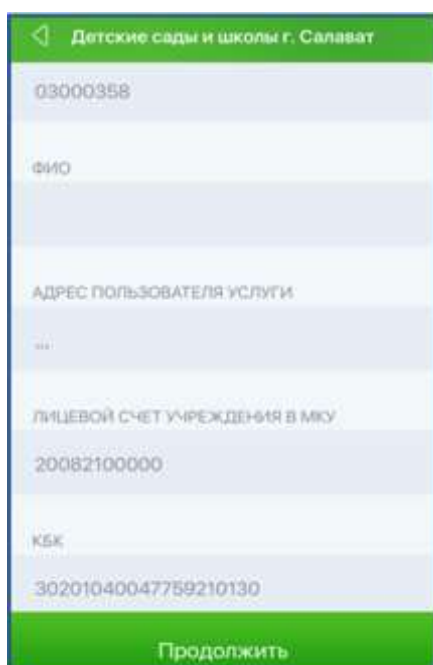 Детские сады и школы г. Салават
03000358
ФИО
АДРЕС ПОЛЬЗОВАТЕЛЯ УСЛУГИ
...
ЛИЦЕВОЙ СЧЕТ УЧРЕЖДЕНИЯ В МКУ
20082100000
КБК
30201040047759210130
Продолжить